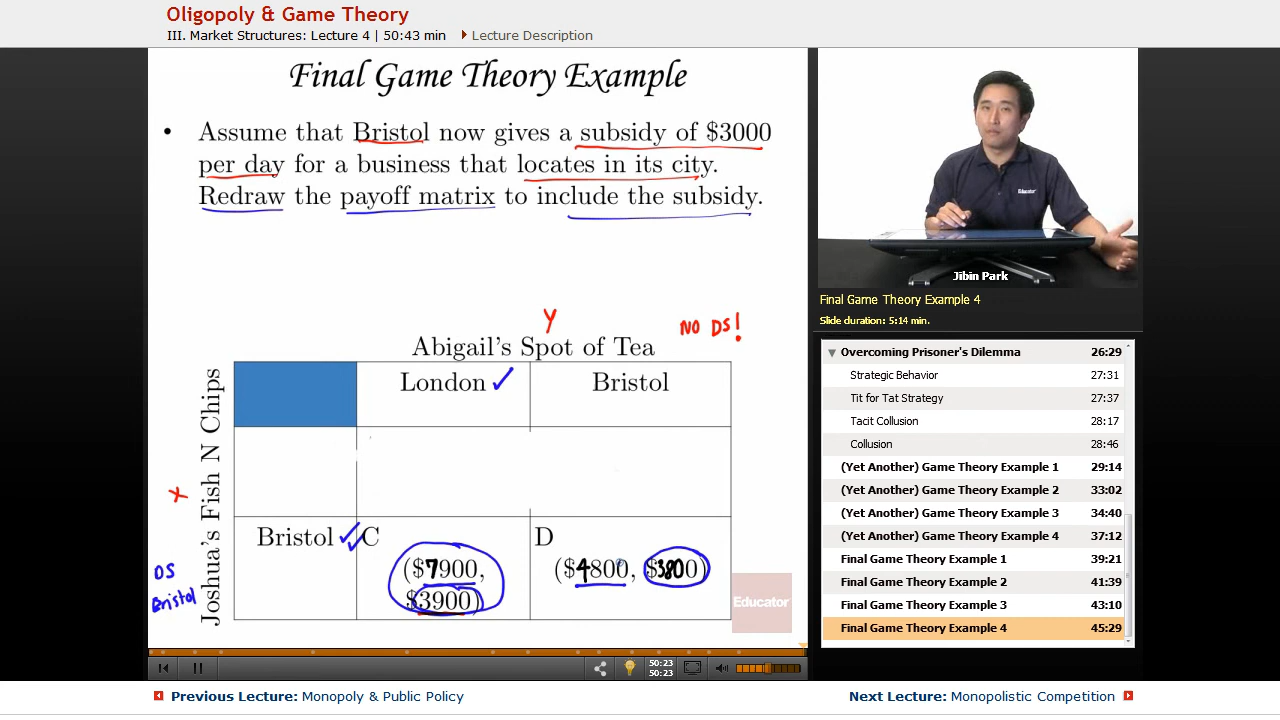 Oligopoly & Game Theory
III. Market Structures: Lecture 4 | 50:43 min
Lecture Description
Final Game Theory Example
• Assume that Bristol now gives a subsidy of $3000
per day for a business that locates in its city.
Redraw the payoff matrix to include the subsidy.
Y
NO DS!
Abigail's Spot of Tea
London ✓
Bristol
Joshua's Fish N Chips
X
DS
Bristol
Bristol
C
($7900,
$3900)
D
($4800, $3800)
Educator
Educator
Jibin Park
Final Game Theory Example 4
Slide duration: 5:14 min.
Overcoming Prisoner's Dilemma 26:29
Strategic Behavior 27:31
Tit for Tat Strategy 27:37
Tacit Collusion 28:17
Collusion 28:46
(Yet Another) Game Theory Example 1 29:14
(Yet Another) Game Theory Example 2 33:02
(Yet Another) Game Theory Example 3 34:40
(Yet Another) Game Theory Example 4 37:12
Final Game Theory Example 1 39:21
Final Game Theory Example 2 41:39
Final Game Theory Example 3 43:10
Final Game Theory Example 4 45:29
50:23
50:23
Previous Lecture: Monopoly & Public Policy
Next Lecture: Monopolistic Competition